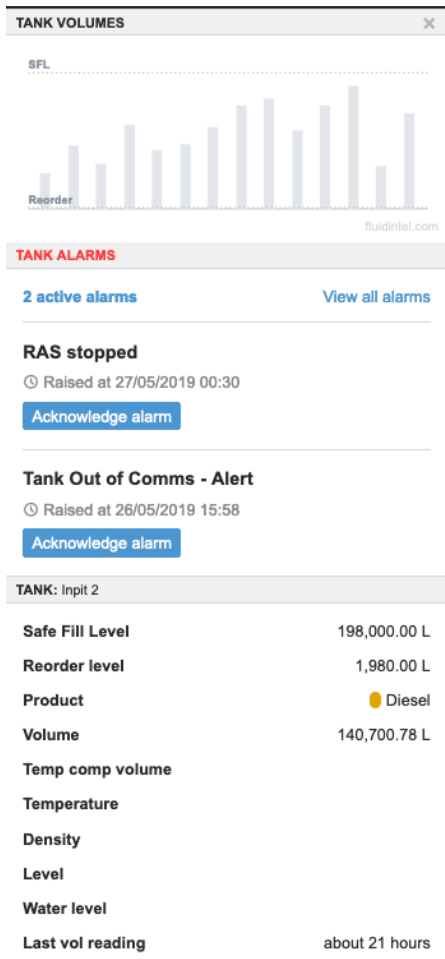 TANK VOLUMES
SFL
Reorder
fluidintel.com
TANK ALARMS
2 active alarms View all alarms
RAS stopped
Raised at 27/05/2019 00:30
Acknowledge alarm
Tank Out of Comms - Alert
Raised at 26/05/2019 15:58
Acknowledge alarm
TANK: Inpit 2
Safe Fill Level 198,000.00 L
Reorder level 1,980.00 L
Product Diesel
Volume 140,700.78 L
Temp comp volume
Temperature
Density
Level
Water level
Last vol reading about 21 hours